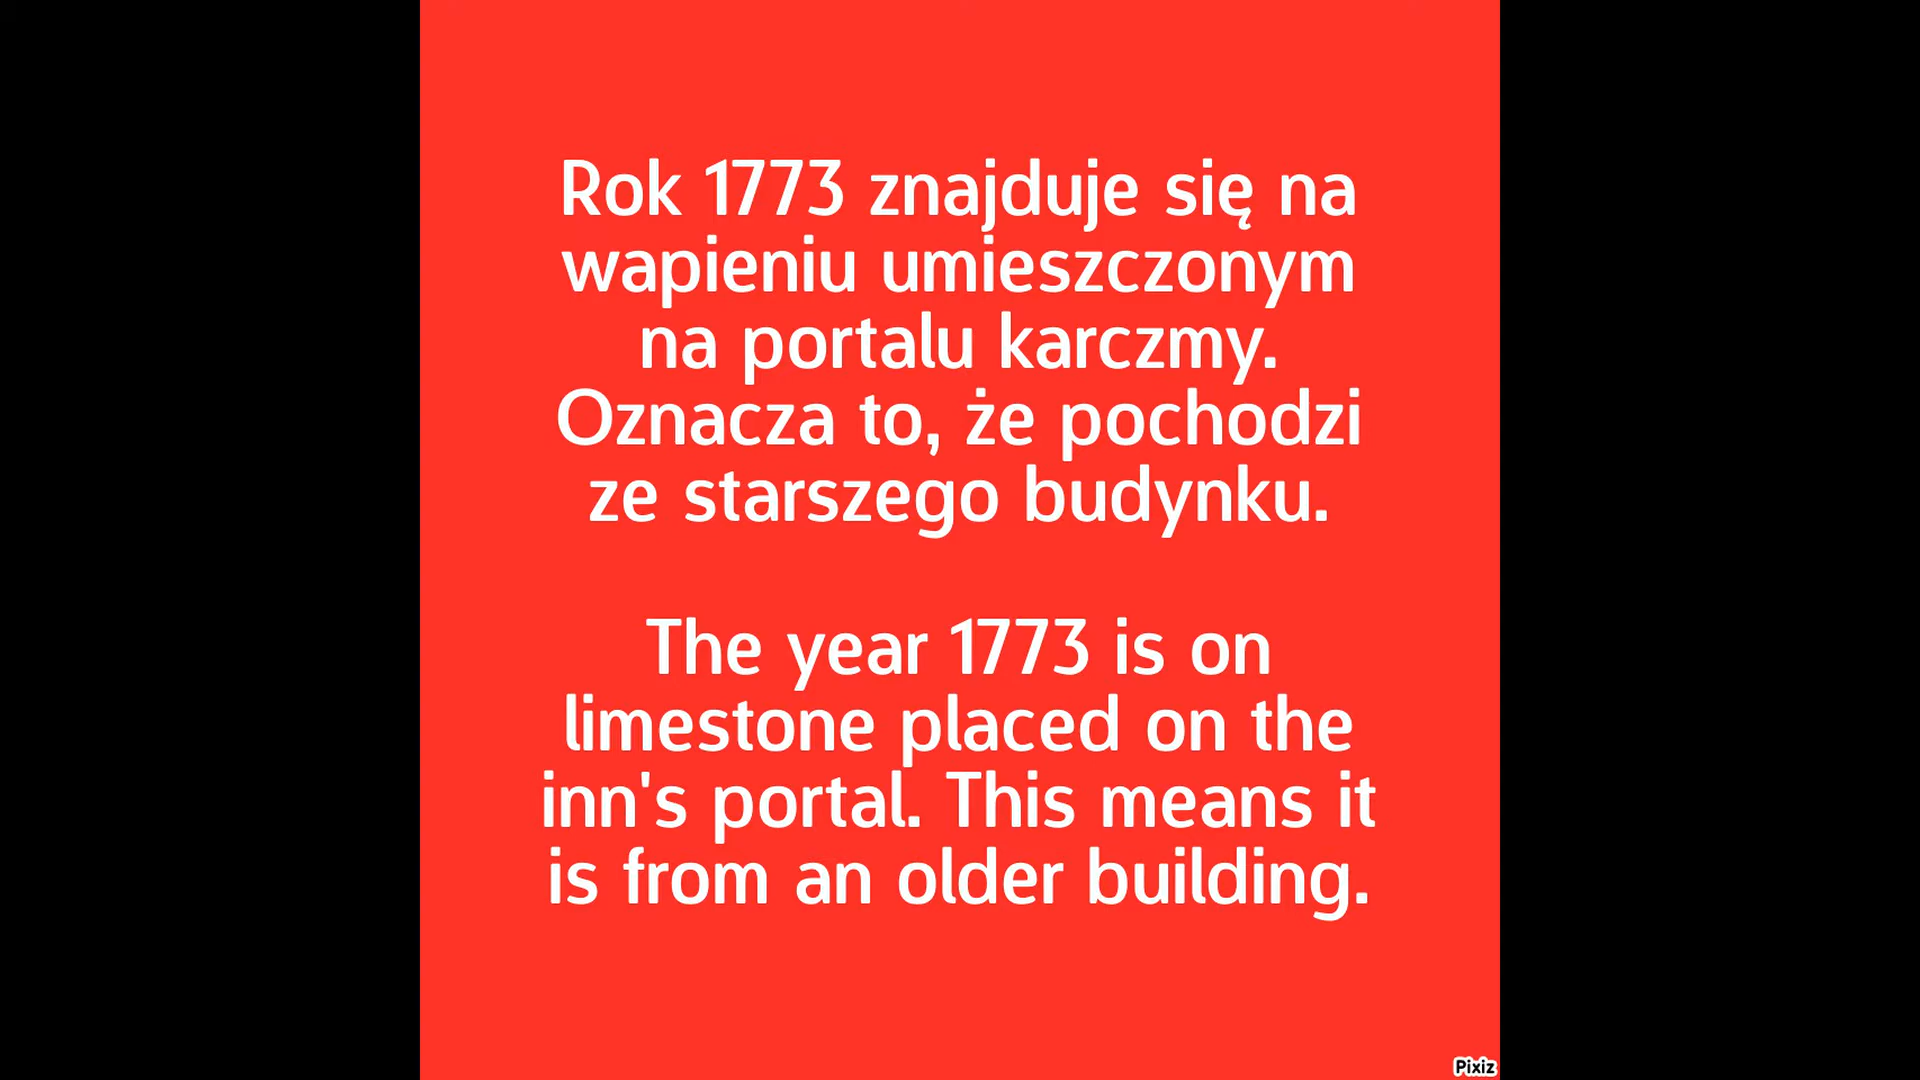 Rok 1773 znajduje się na
wapieniu umieszczonym
na portalu karczmy.
Oznacza to, że pochodzi
ze starszego budynku.
The year 1773 is on
limestone placed on the
inn's portal. This means it
is from an older building.
Pixiz